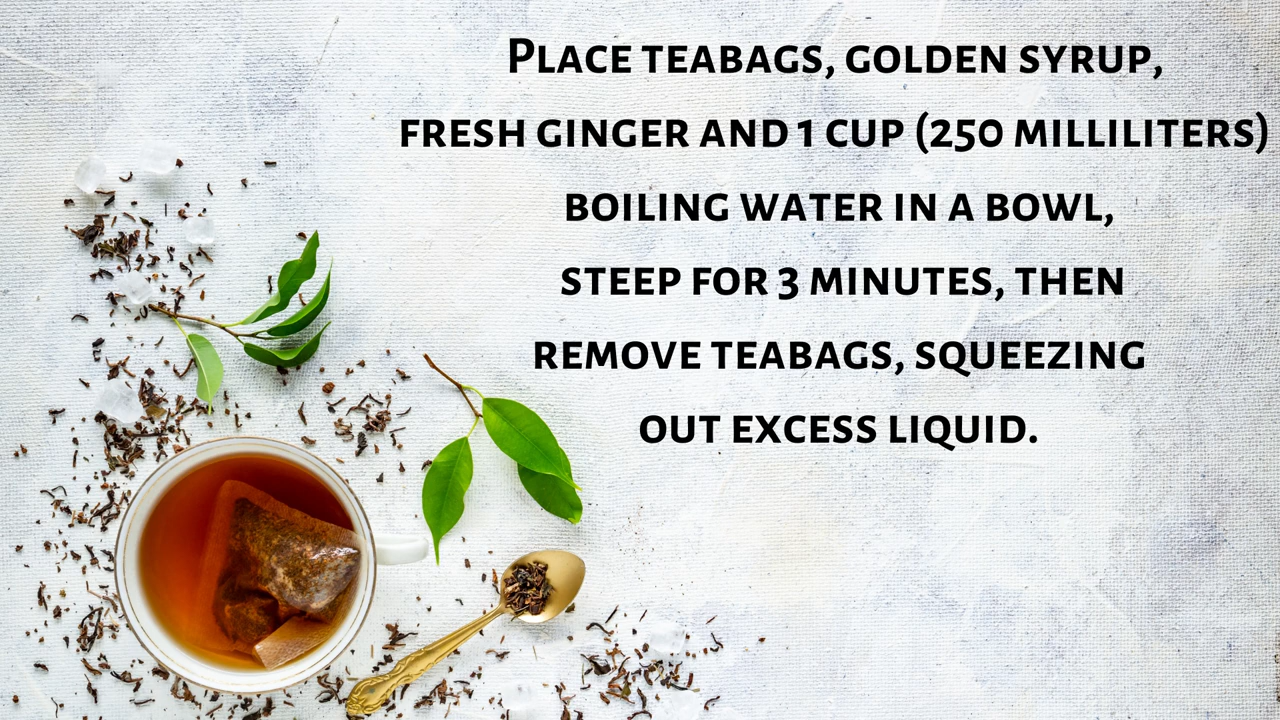 Place teabags, golden syrup,
fresh ginger and 1 cup (250 milliliters)
boiling water in a bowl,
steep for 3 minutes, then
remove teabags, squeezing
out excess liquid.